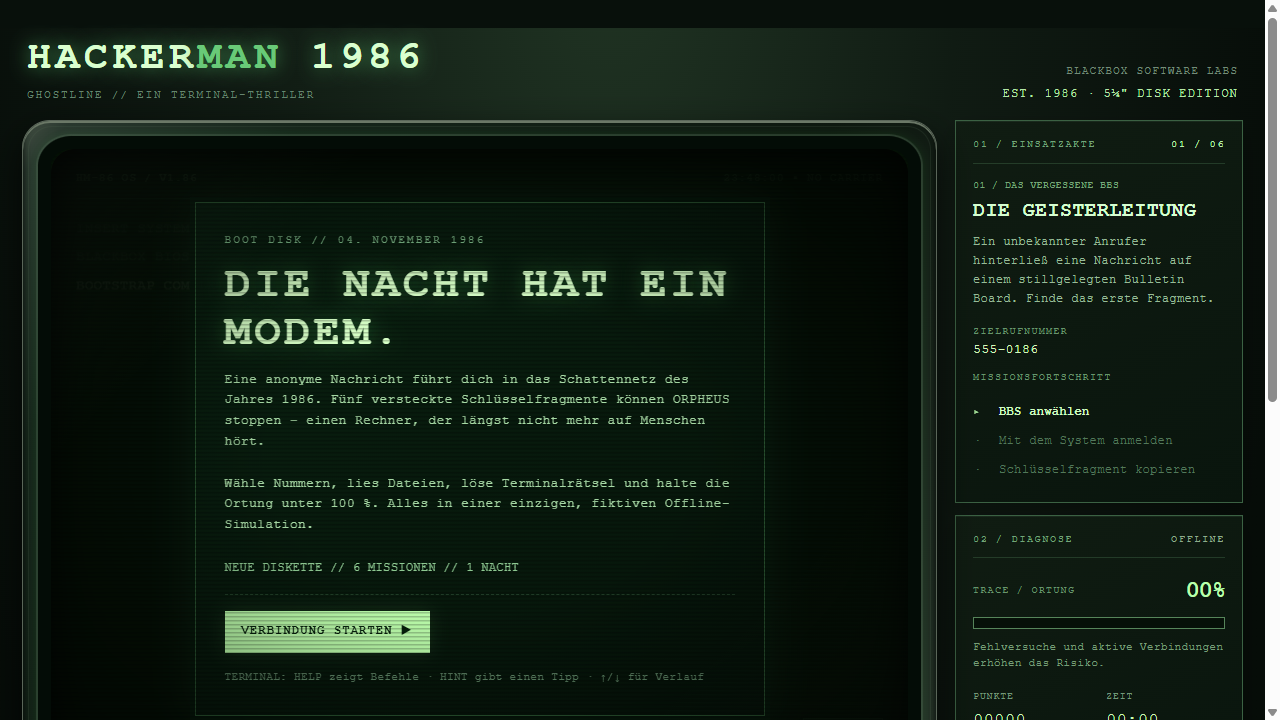 HACKERMAN 1986
GHOSTLINE // EIN TERMINAL-THRILLER
BLACKBOX SOFTWARE LABS
EST. 1986 · 5¼" DISK EDITION
BOOT DISK // 04. NOVEMBER 1986
DIE NACHT HAT EIN
MODEM.
Eine anonyme Nachricht führt dich in das Schattennetz des
Jahres 1986. Fünf versteckte Schlüsselfragmente können ORPHEUS
stoppen – einen Rechner, der längst nicht mehr auf Menschen
hört.
Wähle Nummern, lies Dateien, löse Terminalrätsel und halte die
Ortung unter 100 %. Alles in einer einzigen, fiktiven Offline-
Simulation.
NEUE DISKETTE // 6 MISSIONEN // 1 NACHT
VERBINDUNG STARTEN ▶
TERMINAL: HELP zeigt Befehle · HINT gibt einen Tipp · ↑/↓ für Verlauf
01 / EINSATZAKTE 01 / 06
01 / DAS VERGESSENE BBS
DIE GEISTERLEITUNG
Ein unbekannter Anrufer
hinterließ eine Nachricht auf
einem stillgelegten Bulletin
Board. Finde das erste Fragment.
ZIELRUFNUMMER
555-0186
MISSIONSFORTSCHRITT
▸ BBS anwählen
· Mit dem System anmelden
· Schlüsselfragment kopieren
02 / DIAGNOSE OFFLINE
TRACE / ORTUNG 00%
Fehlversuche und aktive Verbindungen
erhöhen das Risiko.
PUNKTE ZEIT
00000 00:00